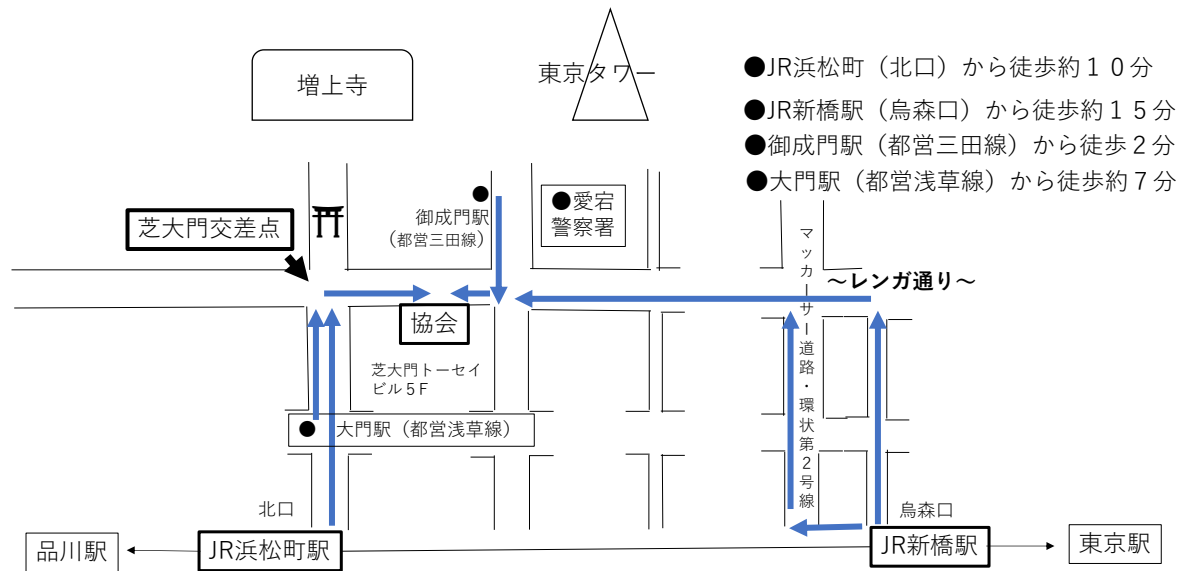 増上寺
東京タワー
●JR浜松町（北口）から徒歩約１０分
●JR新橋駅（烏森口）から徒歩約１５分
●御成門駅（都営三田線）から徒歩２分
●大門駅（都営浅草線）から徒歩約７分
芝大門交差点
御成門駅
（都営三田線）
●愛宕
警察署
マッカーサー道路・環状第２号線
～レンガ通り～
協会
芝大門トーセイ
ビル５F
大門駅（都営浅草線）
北口
烏森口
品川駅
JR浜松町駅
JR新橋駅
東京駅